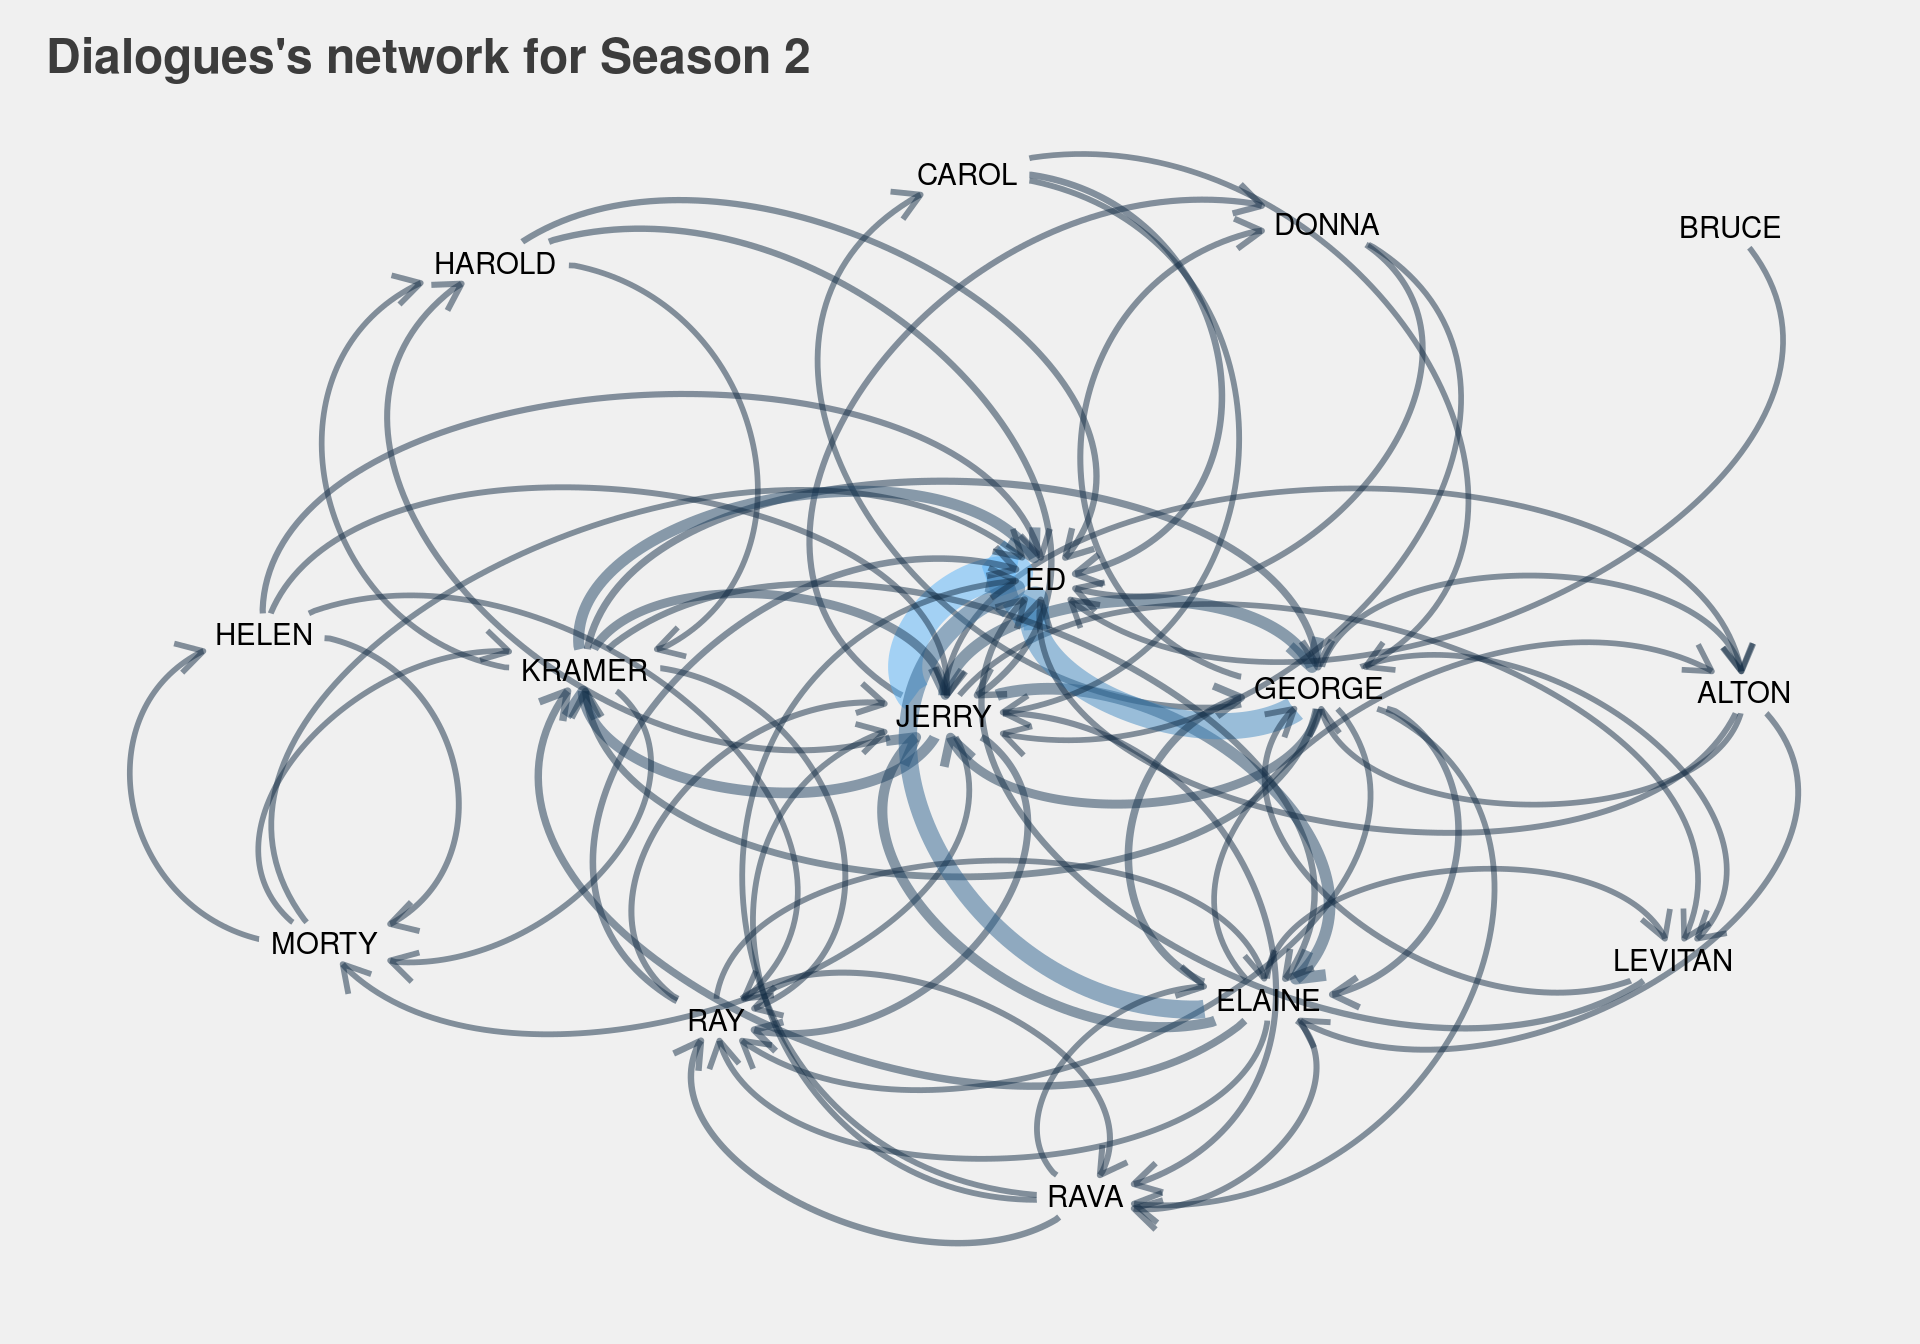 Dialogues's network for Season 2
CAROL
DONNA
BRUCE
HAROLD
ED
HELEN
KRAMER
GEORGE
ALTON
JERRY
MORTY
LEVITAN
ELAINE
RAY
RAVA